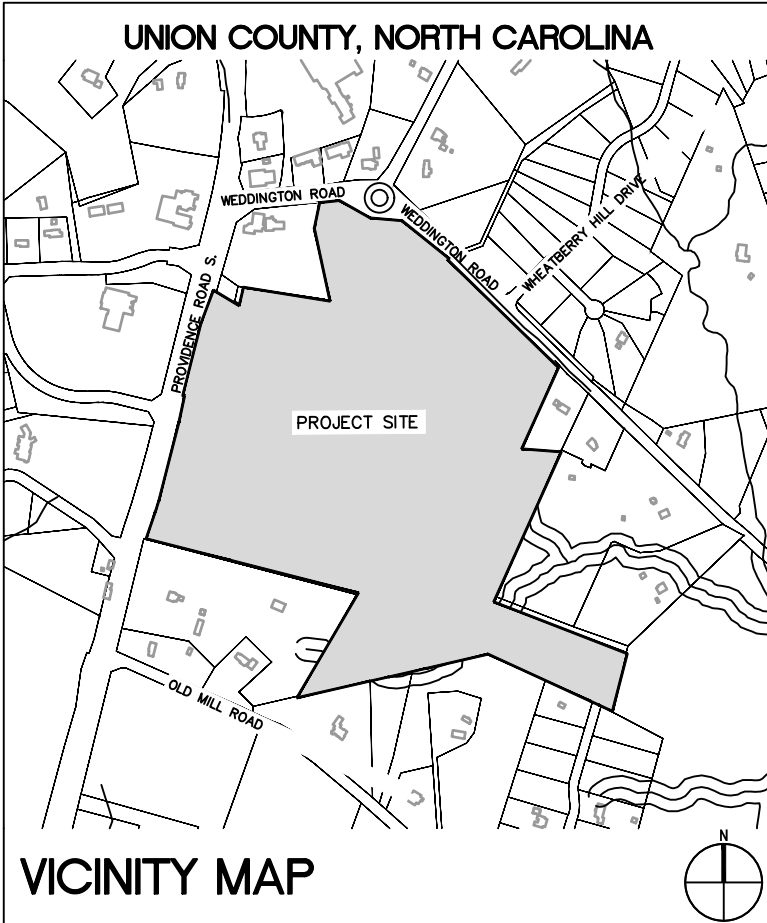 UNION COUNTY, NORTH CAROLINA
WEDDINGTON ROAD
WEDDINGTON ROAD
WHEATBERRY HILL DRIVE
PROVIDENCE ROAD S.
PROJECT SITE
OLD MILL ROAD
N
VICINITY MAP